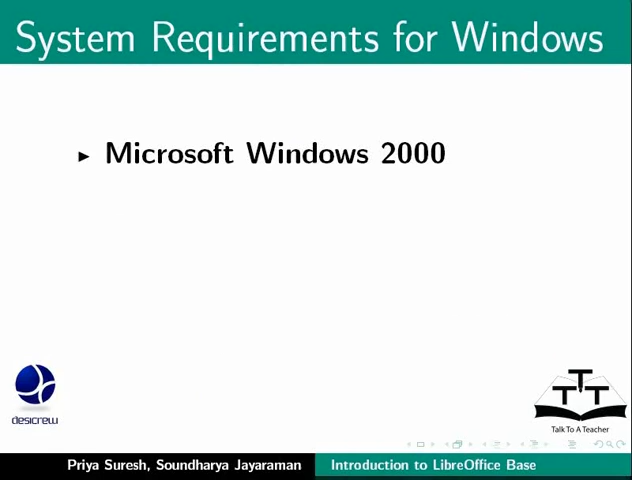 System Requirements for Windows
▶ Microsoft Windows 2000
desicrew
T
T T
Talk To A Teacher
Priya Suresh, Soundharya Jayaraman Introduction to LibreOffice Base